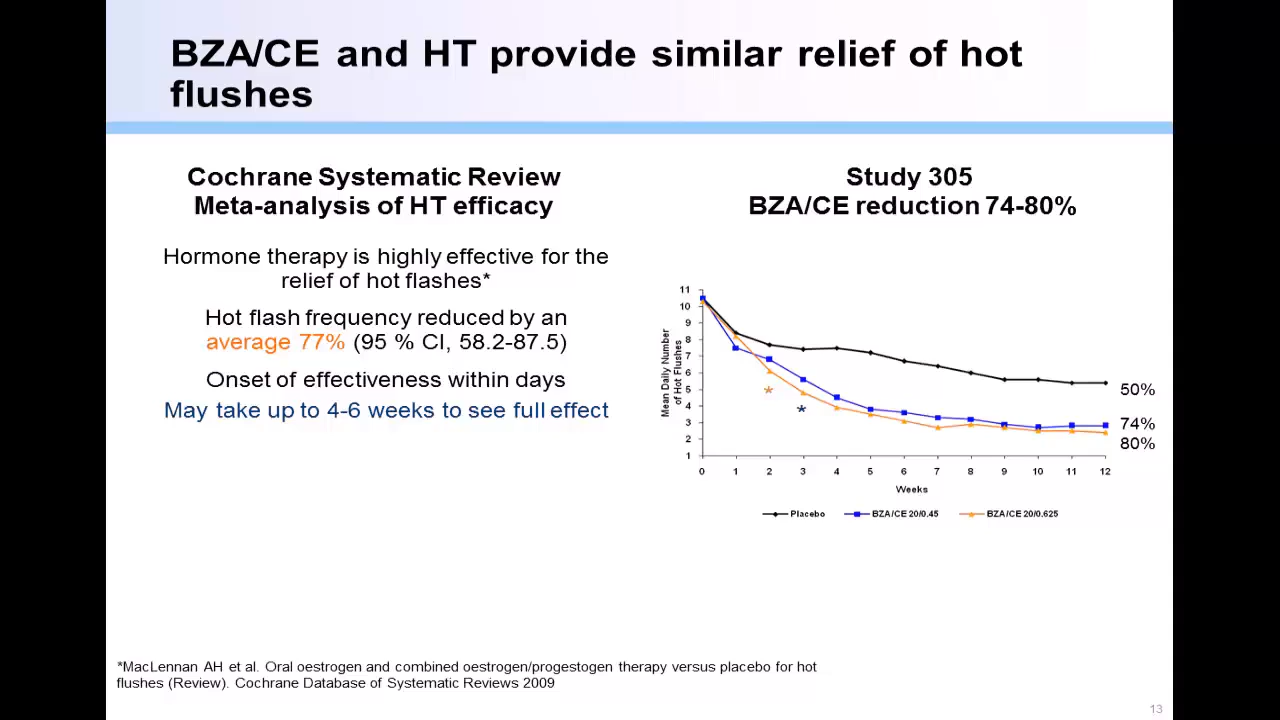 BZA/CE and HT provide similar relief of hot
flushes
Cochrane Systematic Review
Meta-analysis of HT efficacy
Hormone therapy is highly effective for the
relief of hot flashes*
Hot flash frequency reduced by an
average 77% (95 % CI, 58.2-87.5)
Onset of effectiveness within days
May take up to 4-6 weeks to see full effect
Study 305
BZA/CE reduction 74-80%
Mean Daily Number
of Hot Flushes
11
10
9
8
7
6
5
4
3
2
1
*
*
50%
74%
80%
0 1 2 3 4 5 6 7 8 9 10 11 12
Weeks
Placebo BZA/CE 20/0.45 BZA/CE 20/0.625
*MacLennan AH et al. Oral oestrogen and combined oestrogen/progestogen therapy versus placebo for hot
flushes (Review). Cochrane Database of Systematic Reviews 2009
13